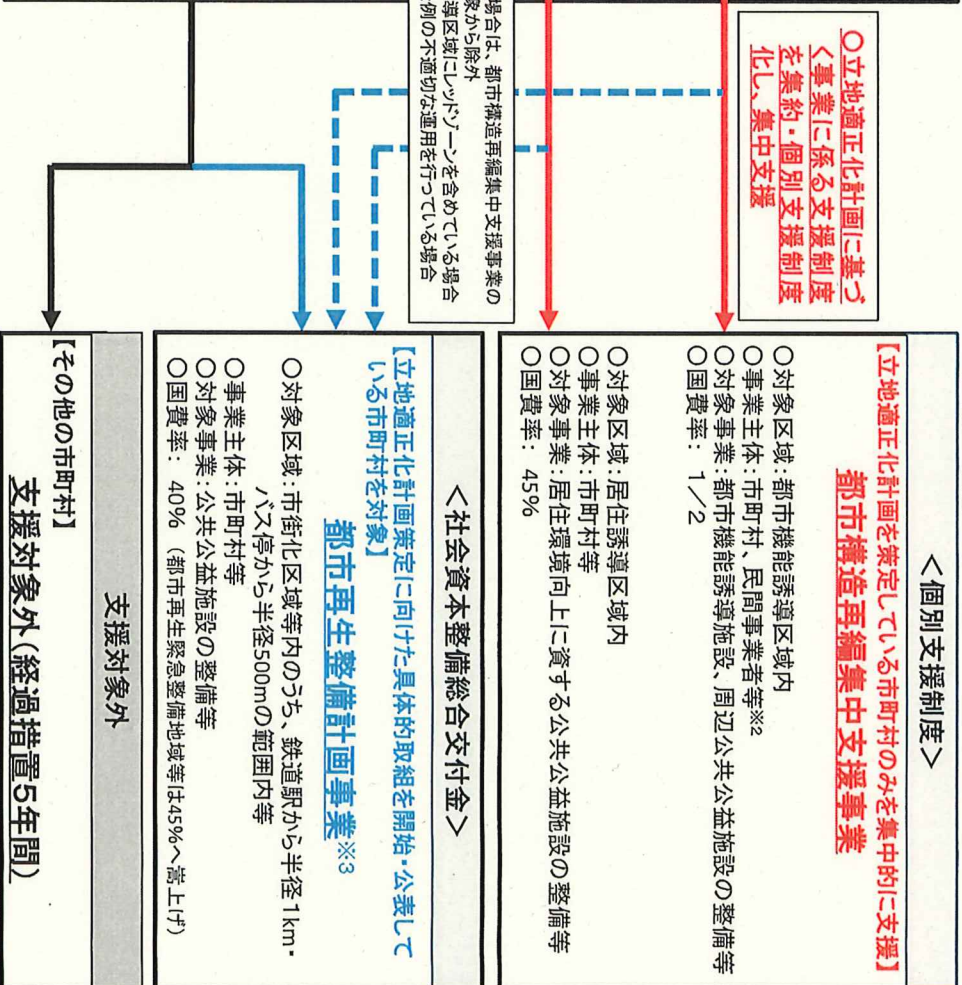 ○立地適正化計画に基づ
く事業に係る支援制度
を集約・個別支援制度
化し、集中支援
場合は、都市構造再編集中支援事業の
象から除外
導区域にレッドゾーンを含めている場合
例の不適切な運用を行っている場合
＜個別支援制度＞
【立地適正化計画を策定している市町村のみを集中的に支援】
都市構造再編集中支援事業
○対象区域：都市機能誘導区域内
○事業主体：市町村、民間事業者等※2
○対象事業：都市機能誘導施設、周辺公共公益施設の整備等
○国費率： 1／2
○対象区域：居住誘導区域内
○事業主体：市町村等
○対象事業：居住環境向上に資する公共公益施設の整備等
○国費率： 45％
＜社会資本整備総合交付金＞
【立地適正化計画策定に向けた具体的取組を開始・公表して
いる市町村を対象】
都市再生整備計画事業※3
○対象区域：市街化区域等内のうち、鉄道駅から半径1km・
バス停から半径500mの範囲内等
○事業主体：市町村等
○対象事業：公共公益施設の整備等
○国費率： 40％（都市再生緊急整備地域等は45％へ嵩上げ）
支援対象外
【その他の市町村】
支援対象外（経過措置5年間）